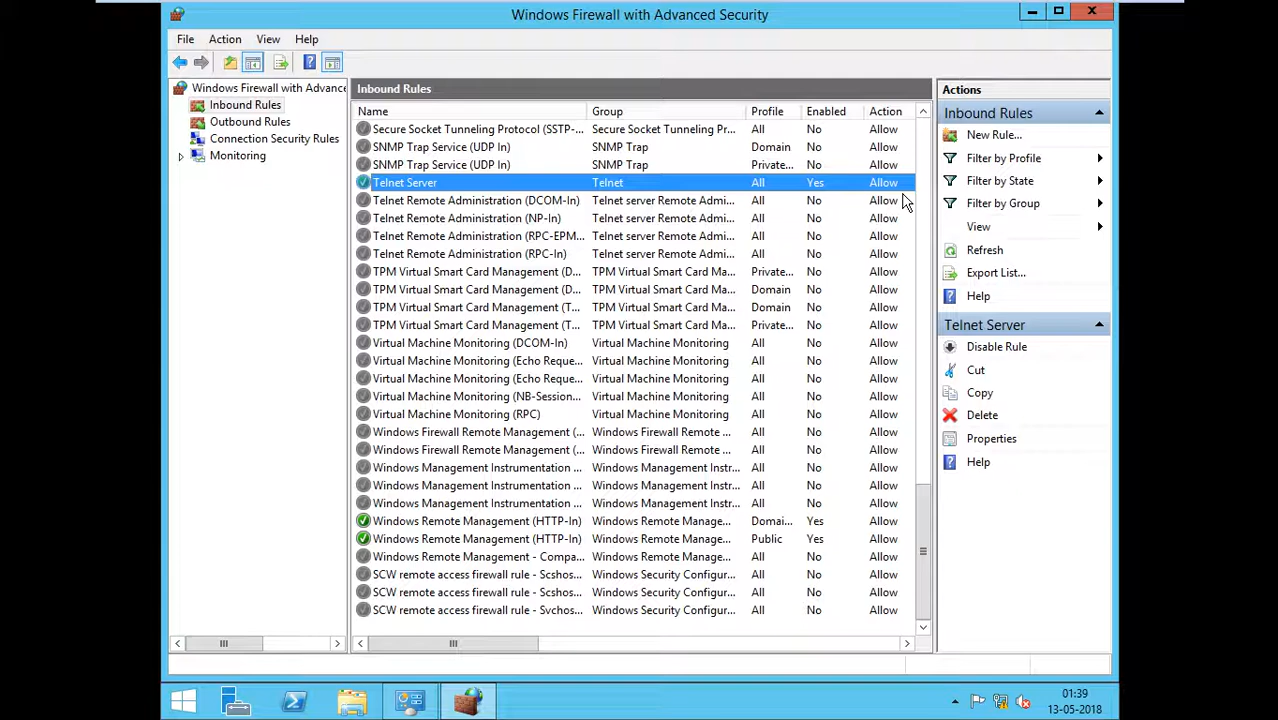 Windows Firewall with Advanced Security
File Action View Help
Windows Firewall with Advance
Inbound Rules
Outbound Rules
Connection Security Rules
Monitoring
Inbound Rules
Name Group Profile Enabled Action
Secure Socket Tunneling Protocol (SSTP-... Secure Socket Tunneling Pr... All No Allow
SNMP Trap Service (UDP In) SNMP Trap Domain No Allow
SNMP Trap Service (UDP In) SNMP Trap Private... No Allow
Telnet Server Telnet All Yes Allow
Telnet Remote Administration (DCOM-In) Telnet server Remote Admi... All No Allow
Telnet Remote Administration (NP-In) Telnet server Remote Admi... All No Allow
Telnet Remote Administration (RPC-EPM... Telnet server Remote Admi... All No Allow
Telnet Remote Administration (RPC-In) Telnet server Remote Admi... All No Allow
TPM Virtual Smart Card Management (D... TPM Virtual Smart Card Ma... Private... No Allow
TPM Virtual Smart Card Management (D... TPM Virtual Smart Card Ma... Domain No Allow
TPM Virtual Smart Card Management (T... TPM Virtual Smart Card Ma... Domain No Allow
TPM Virtual Smart Card Management (T... TPM Virtual Smart Card Ma... Private... No Allow
Virtual Machine Monitoring (DCOM-In) Virtual Machine Monitoring All No Allow
Virtual Machine Monitoring (Echo Reque... Virtual Machine Monitoring All No Allow
Virtual Machine Monitoring (Echo Reque... Virtual Machine Monitoring All No Allow
Virtual Machine Monitoring (NB-Session... Virtual Machine Monitoring All No Allow
Virtual Machine Monitoring (RPC) Virtual Machine Monitoring All No Allow
Windows Firewall Remote Management (... Windows Firewall Remote ... All No Allow
Windows Firewall Remote Management (... Windows Firewall Remote ... All No Allow
Windows Management Instrumentation ... Windows Management Instr... All No Allow
Windows Management Instrumentation ... Windows Management Instr... All No Allow
Windows Management Instrumentation ... Windows Management Instr... All No Allow
Windows Remote Management (HTTP-In) Windows Remote Manage... Domai... Yes Allow
Windows Remote Management (HTTP-In) Windows Remote Manage... Public Yes Allow
Windows Remote Management - Compa... Windows Remote Manage... All No Allow
SCW remote access firewall rule - Scshos... Windows Security Configur... All No Allow
SCW remote access firewall rule - Scshos... Windows Security Configur... All No Allow
SCW remote access firewall rule - Svchos... Windows Security Configur... All No Allow
Actions
Inbound Rules
New Rule...
Filter by Profile
Filter by State
Filter by Group
View
Refresh
Export List...
Help
Telnet Server
Disable Rule
Cut
Copy
Delete
Properties
Help
01:39
13-05-2018